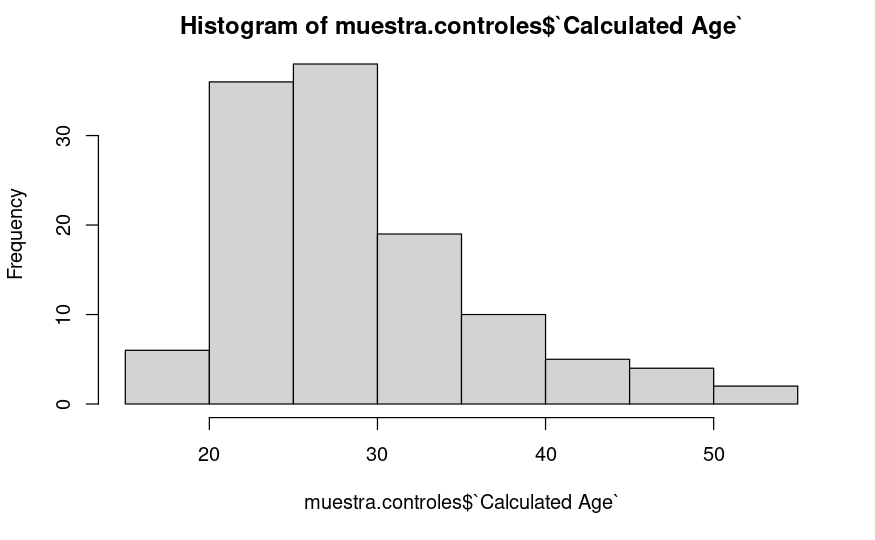 Histogram of muestra.controles$`Calculated Age`
Frequency
30
20
10
0
20 30 40 50
muestra.controles$`Calculated Age`